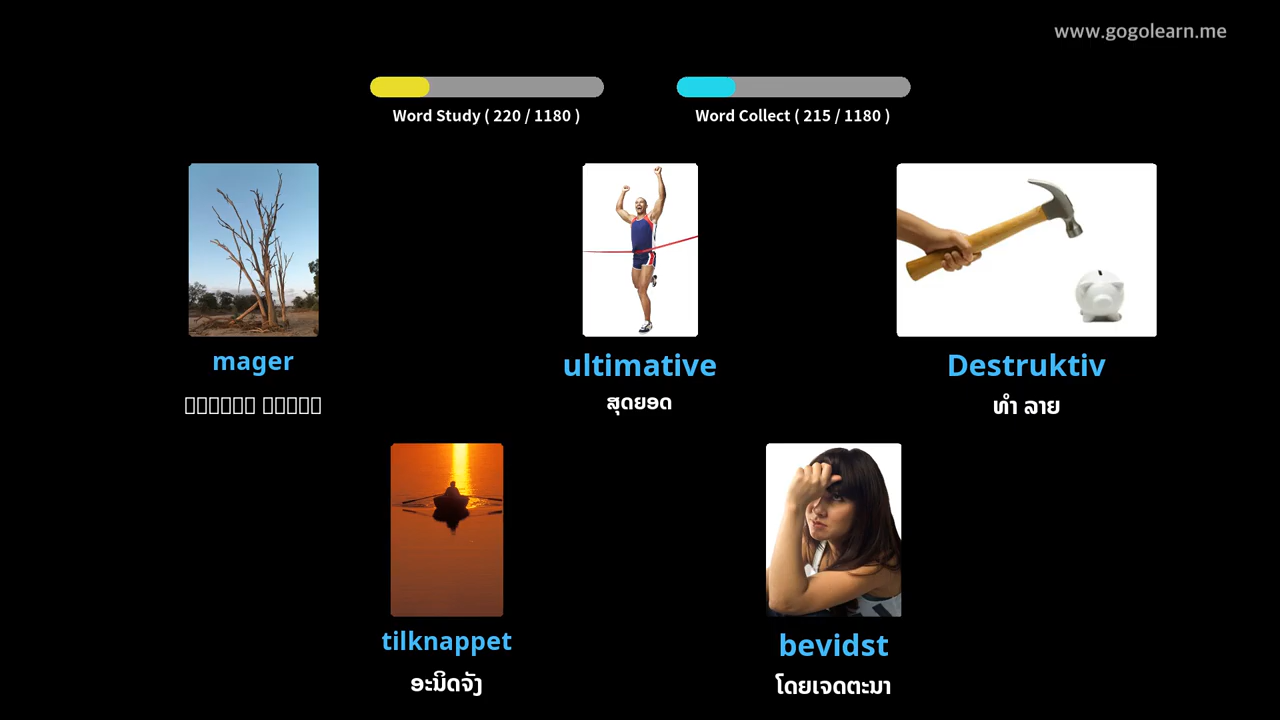 www.gogolearn.me
Word Study ( 220 / 1180 )
Word Collect ( 215 / 1180 )
mager
ultimative
ສຸດຍອດ
Destruktiv
ທຳ ລາຍ
tilknappet
ອະນິດຈັງ
bevidst
ໂດຍເຈດຕະນາ